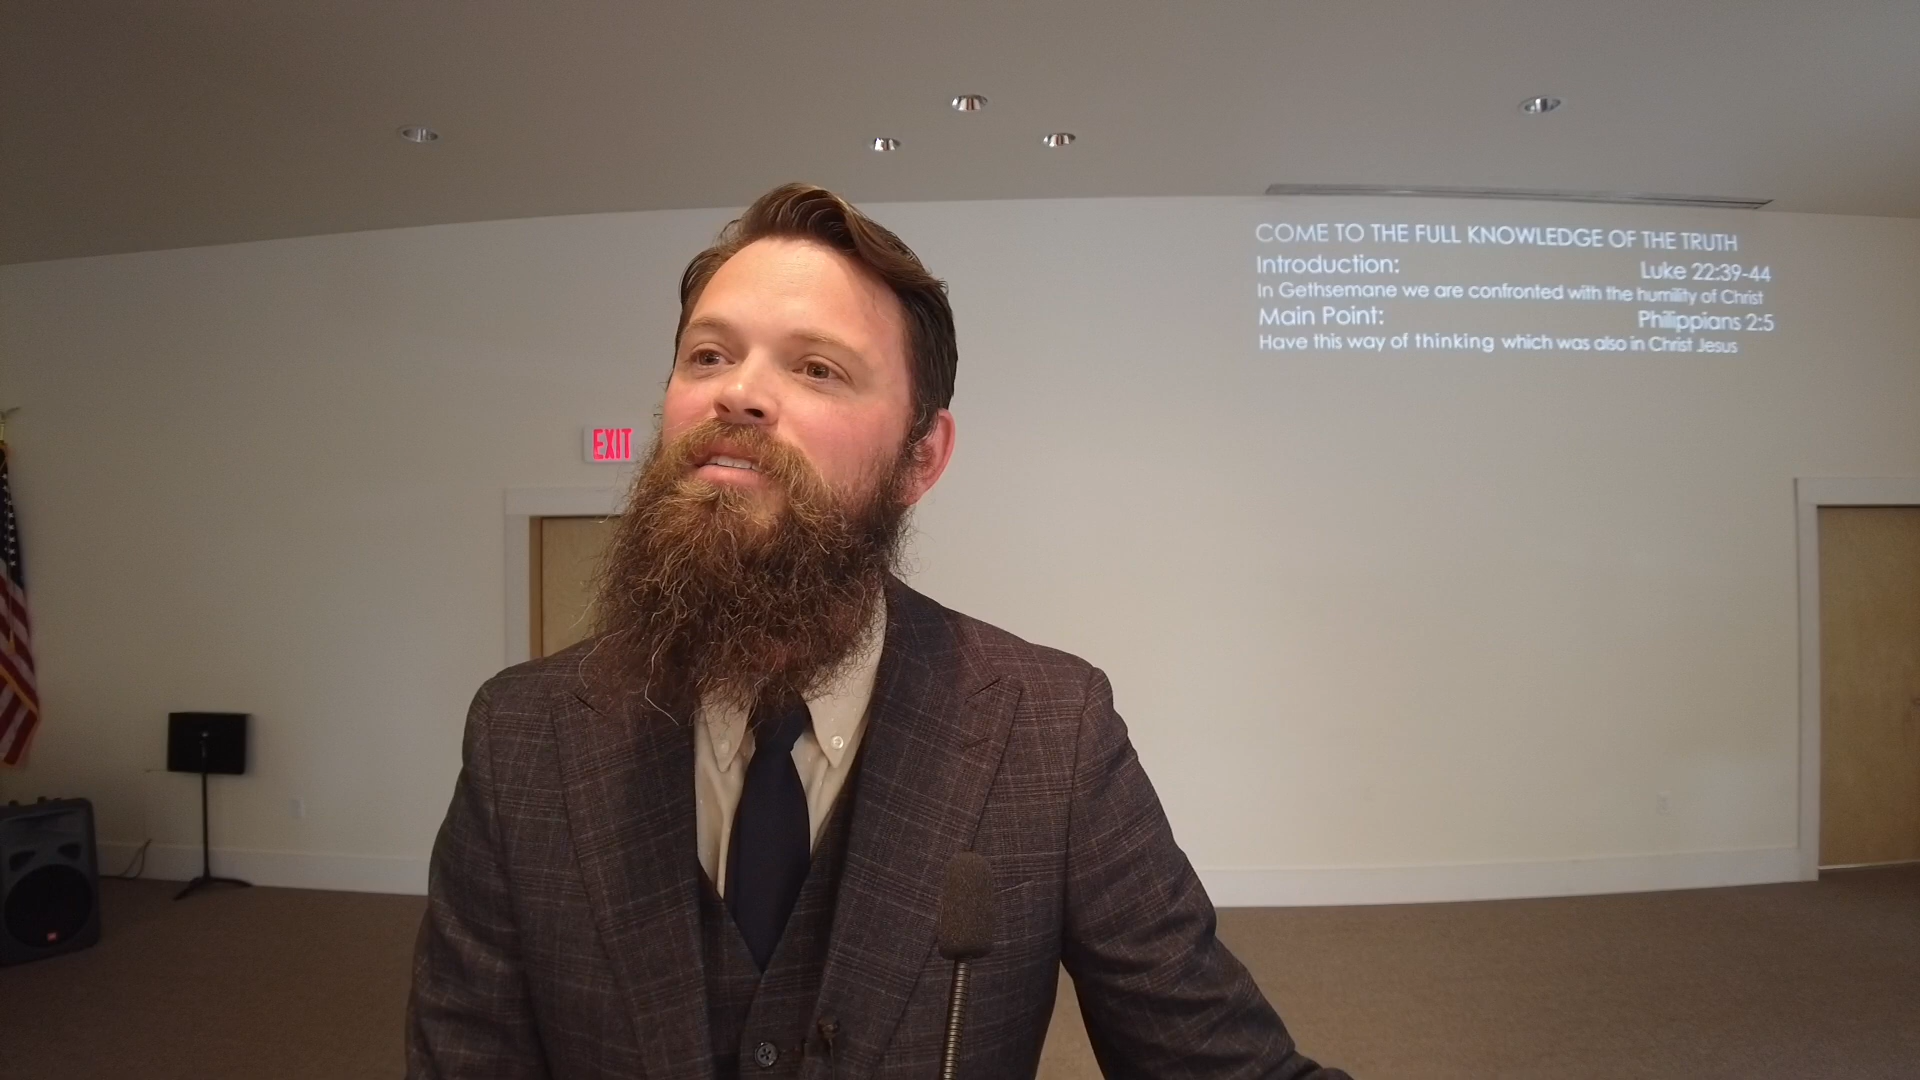 COME TO THE FULL KNOWLEDGE OF THE TRUTH
Introduction: Luke 22:39-44
In Gethsemane we are confronted with the humility of Christ
Main Point: Philippians 2:5
Have this way of thinking which was also in Christ Jesus
EXIT